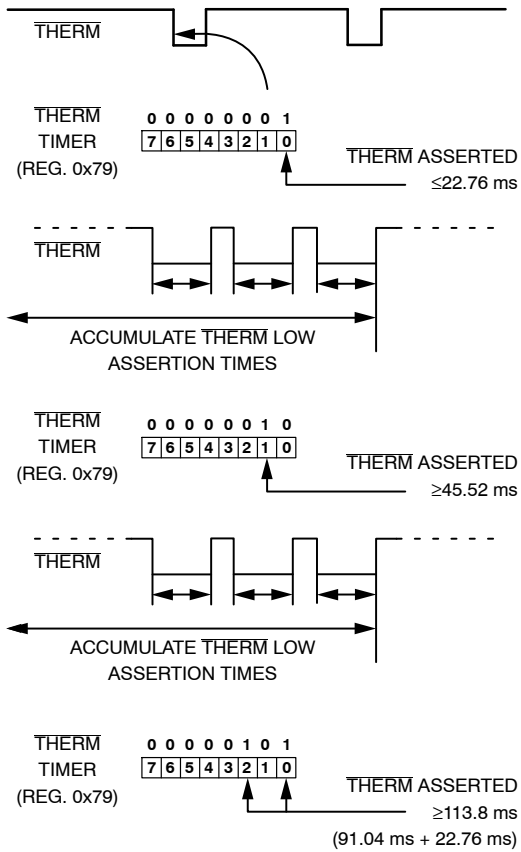 THERM
THERM
TIMER
(REG. 0x79)
0 0 0 0 0 0 0 1
7 6 5 4 3 2 1 0
THERM ASSERTED
≤22.76 ms
THERM
ACCUMULATE THERM LOW
ASSERTION TIMES
THERM
TIMER
(REG. 0x79)
0 0 0 0 0 0 1 0
7 6 5 4 3 2 1 0
THERM ASSERTED
≥45.52 ms
THERM
ACCUMULATE THERM LOW
ASSERTION TIMES
THERM
TIMER
(REG. 0x79)
0 0 0 0 0 1 0 1
7 6 5 4 3 2 1 0
THERM ASSERTED
≥113.8 ms
(91.04 ms + 22.76 ms)